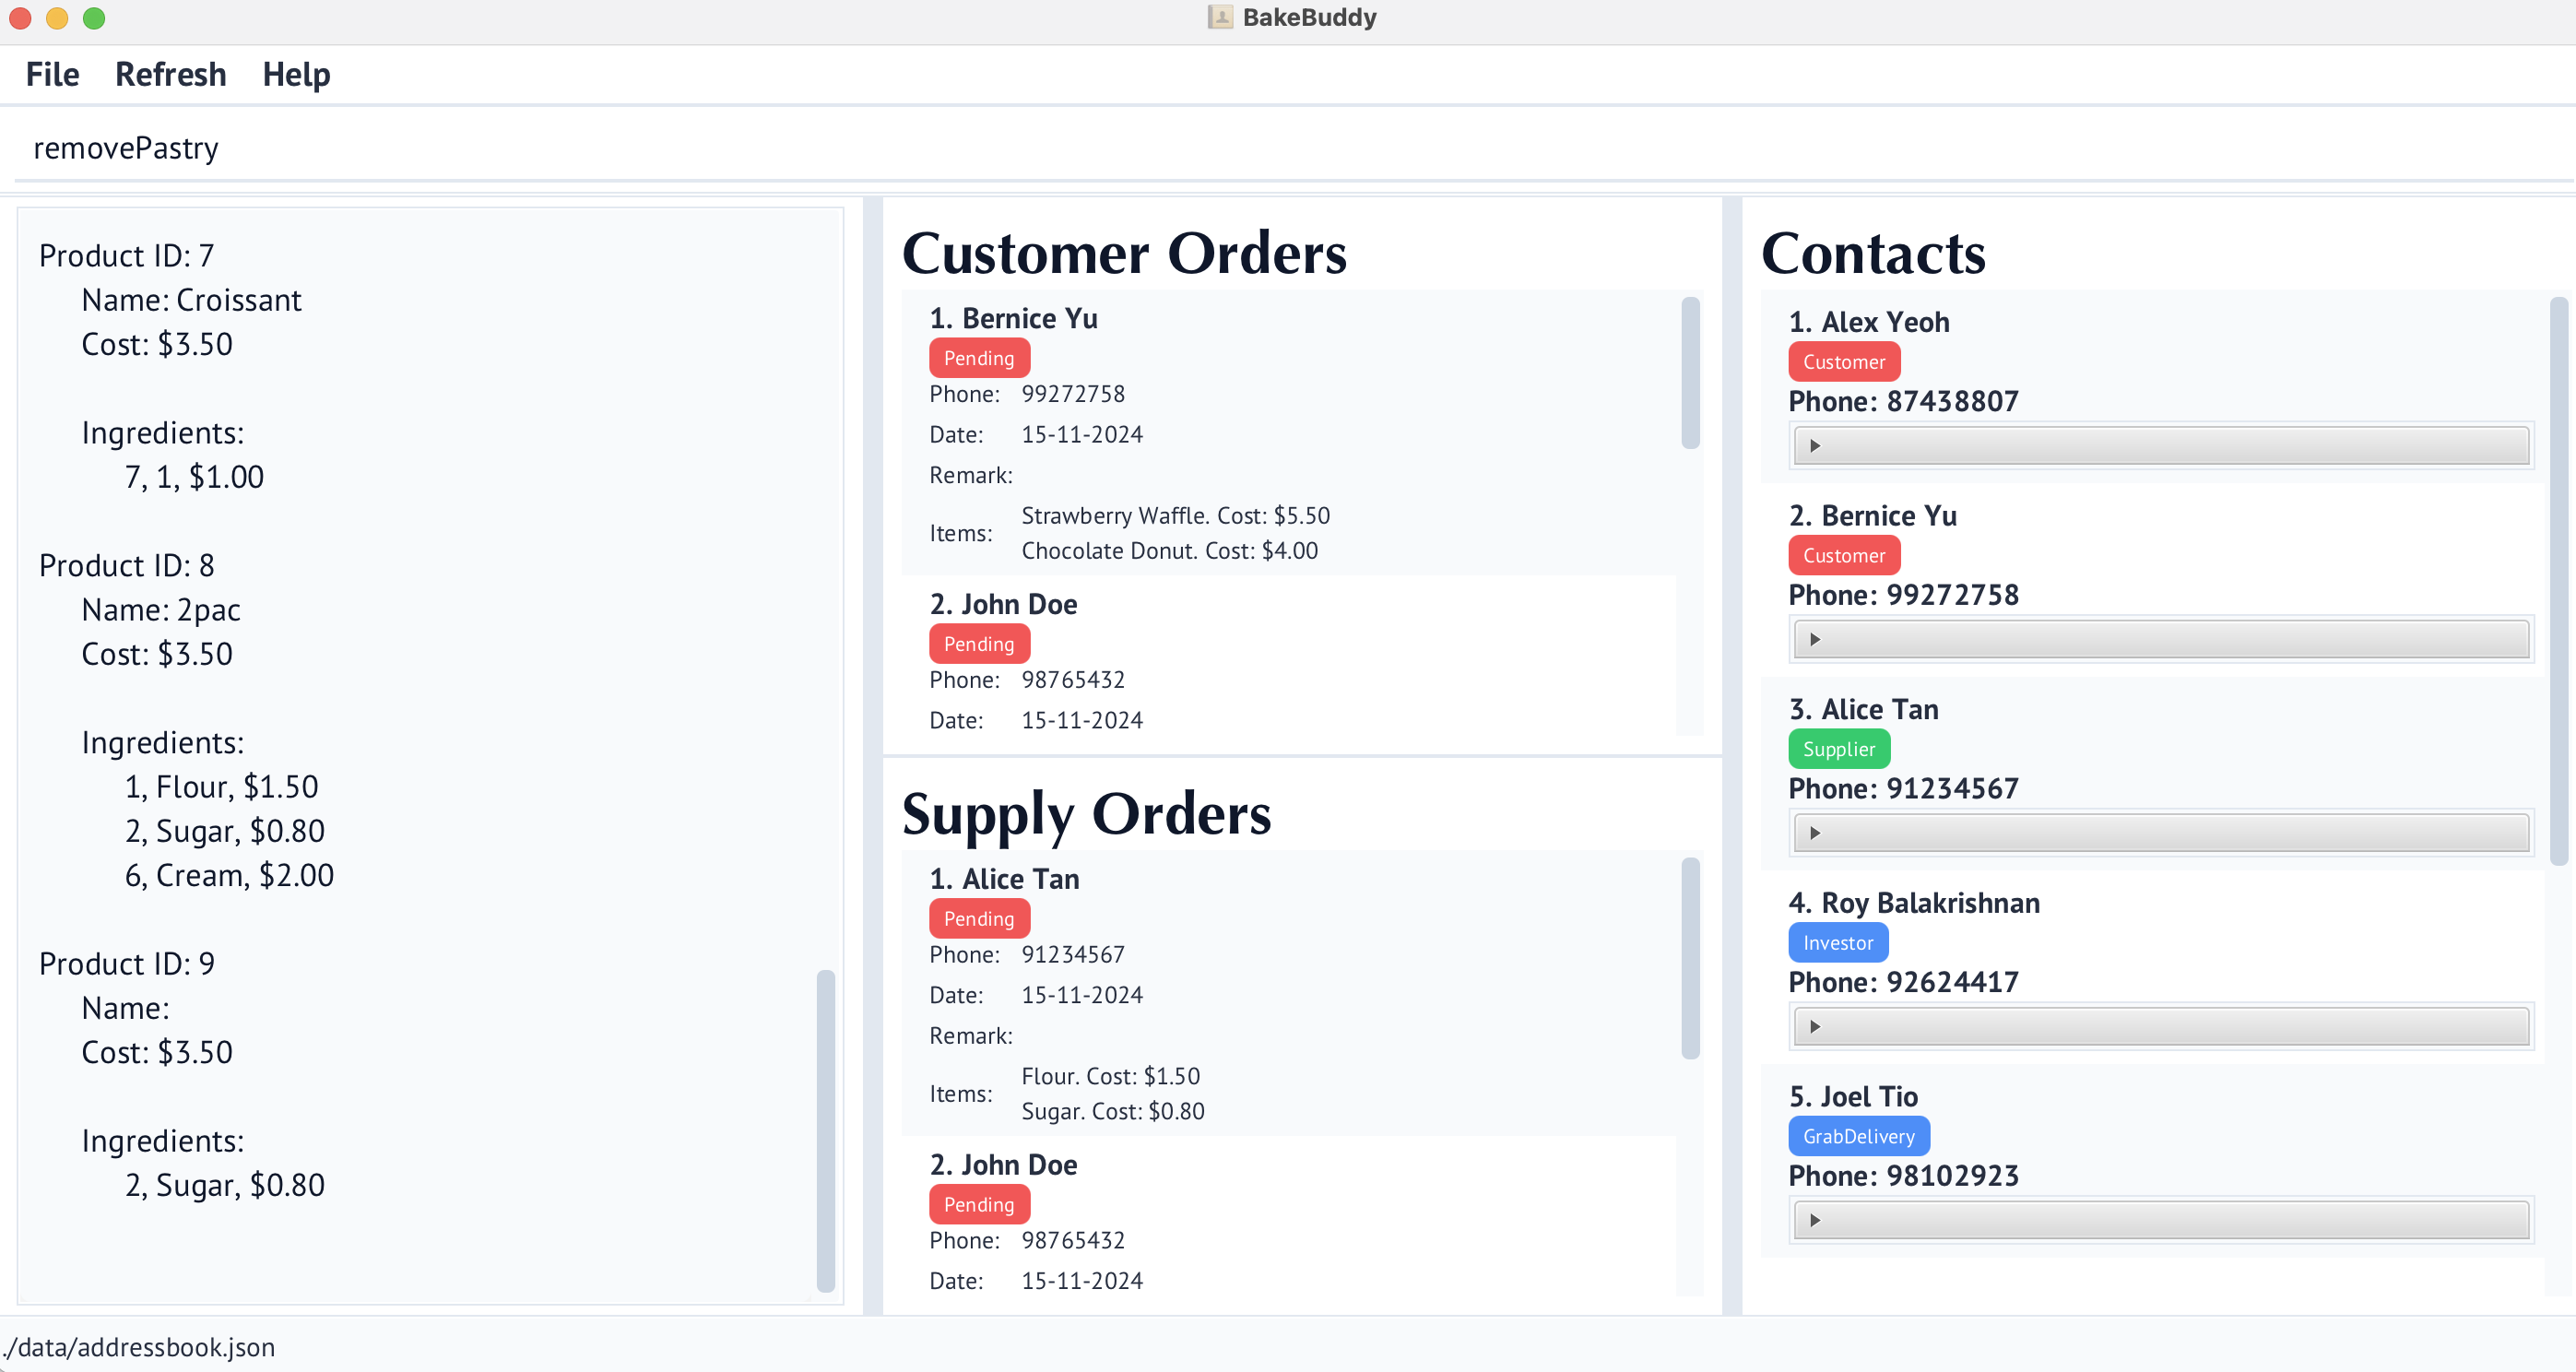 BakeBuddy
File Refresh Help
removePastry
Product ID: 7
Name: Croissant
Cost: $3.50
Ingredients:
7, 1, $1.00
Product ID: 8
Name: 2pac
Cost: $3.50
Ingredients:
1, Flour, $1.50
2, Sugar, $0.80
6, Cream, $2.00
Product ID: 9
Name:
Cost: $3.50
Ingredients:
2, Sugar, $0.80
Customer Orders
1. Bernice Yu
Pending
Phone: 99272758
Date: 15-11-2024
Remark:
Items: Strawberry Waffle. Cost: $5.50
Chocolate Donut. Cost: $4.00
2. John Doe
Pending
Phone: 98765432
Date: 15-11-2024
Supply Orders
1. Alice Tan
Pending
Phone: 91234567
Date: 15-11-2024
Remark:
Items: Flour. Cost: $1.50
Sugar. Cost: $0.80
2. John Doe
Pending
Phone: 98765432
Date: 15-11-2024
Contacts
1. Alex Yeoh
Customer
Phone: 87438807
2. Bernice Yu
Customer
Phone: 99272758
3. Alice Tan
Supplier
Phone: 91234567
4. Roy Balakrishnan
Investor
Phone: 92624417
5. Joel Tio
GrabDelivery
Phone: 98102923
./data/addressbook.json